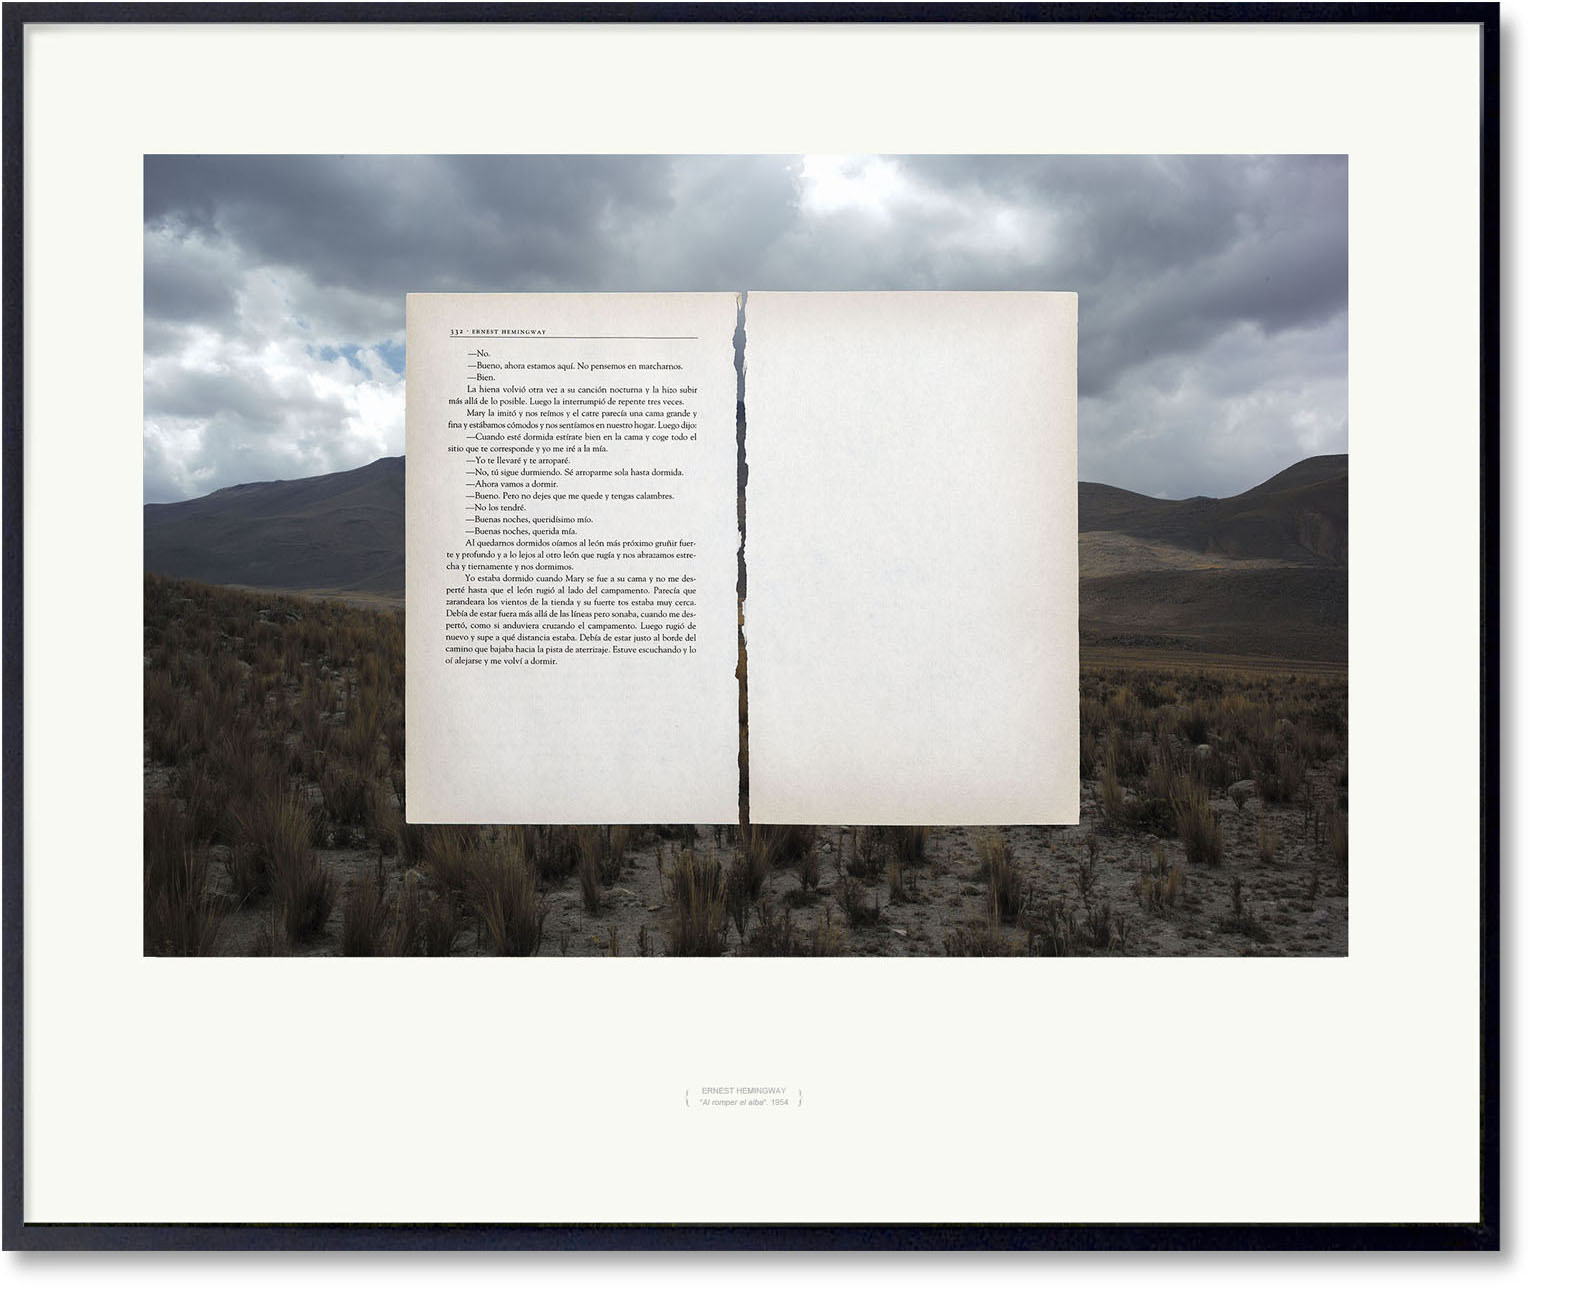 332 · ERNEST HEMINGWAY
—No.
—Bueno, ahora estamos aquí. No pensemos en marcharnos.
—Bien.
La hiena volvió otra vez a su canción nocturna y la hizo subir
más allá de lo posible. Luego la interrumpió de repente tres veces.
Mary la imitó y nos reímos y el catre parecía una cama grande y
fina y estábamos cómodos y nos sentíamos en nuestro hogar. Luego dijo:
—Cuando esté dormida estírate bien en la cama y coge todo el
sitio que te corresponde y yo me iré a la mía.
—Yo te llevaré y te arroparé.
—No, tú sigue durmiendo. Sé arroparme sola hasta dormida.
—Ahora vamos a dormir.
—Bueno. Pero no dejes que me quede y tengas calambres.
—No los tendré.
—Buenas noches, queridísimo mío.
—Buenas noches, querida mía.
Al quedarnos dormidos oíamos al león más próximo gruñir fuer-
te y profundo y a lo lejos al otro león que rugía y nos abrazamos estre-
cha y tiernamente y nos dormimos.
Yo estaba dormido cuando Mary se fue a su cama y no me des-
perté hasta que el león rugió al lado del campamento. Parecía que
zarandeara los vientos de la tienda y su fuerte tos estaba muy cerca.
Debía de estar fuera más allá de las líneas pero sonaba, cuando me des-
pertó, como si anduviera cruzando el campamento. Luego rugió de
nuevo y supe a qué distancia estaba. Debía de estar justo al borde del
camino que bajaba hacia la pista de aterrizaje. Estuve escuchando y lo
oí alejarse y me volví a dormir.
ERNEST HEMINGWAY
"Al romper el alba". 1954